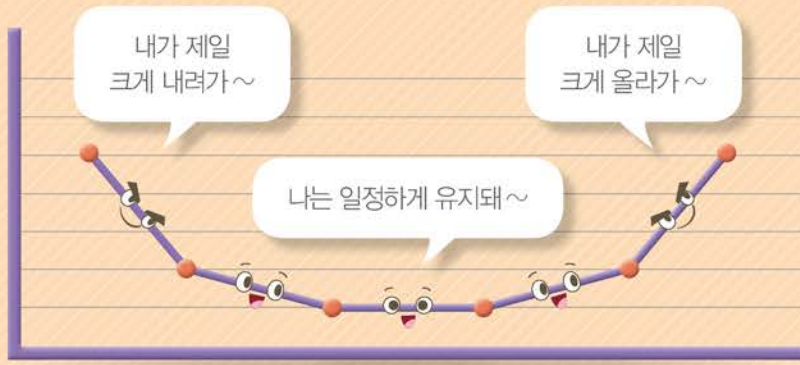 내가 제일
크게 내려가~
내가 제일
크게 올라가~
나는 일정하게 유지돼~